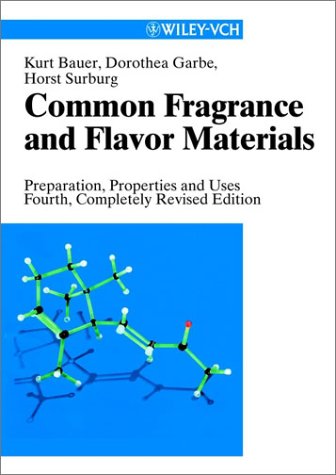 WILEY-VCH
Kurt Bauer, Dorothea Garbe,
Horst Surburg
Common Fragrance
and Flavor Materials
Preparation, Properties and Uses
Fourth, Completely Revised Edition